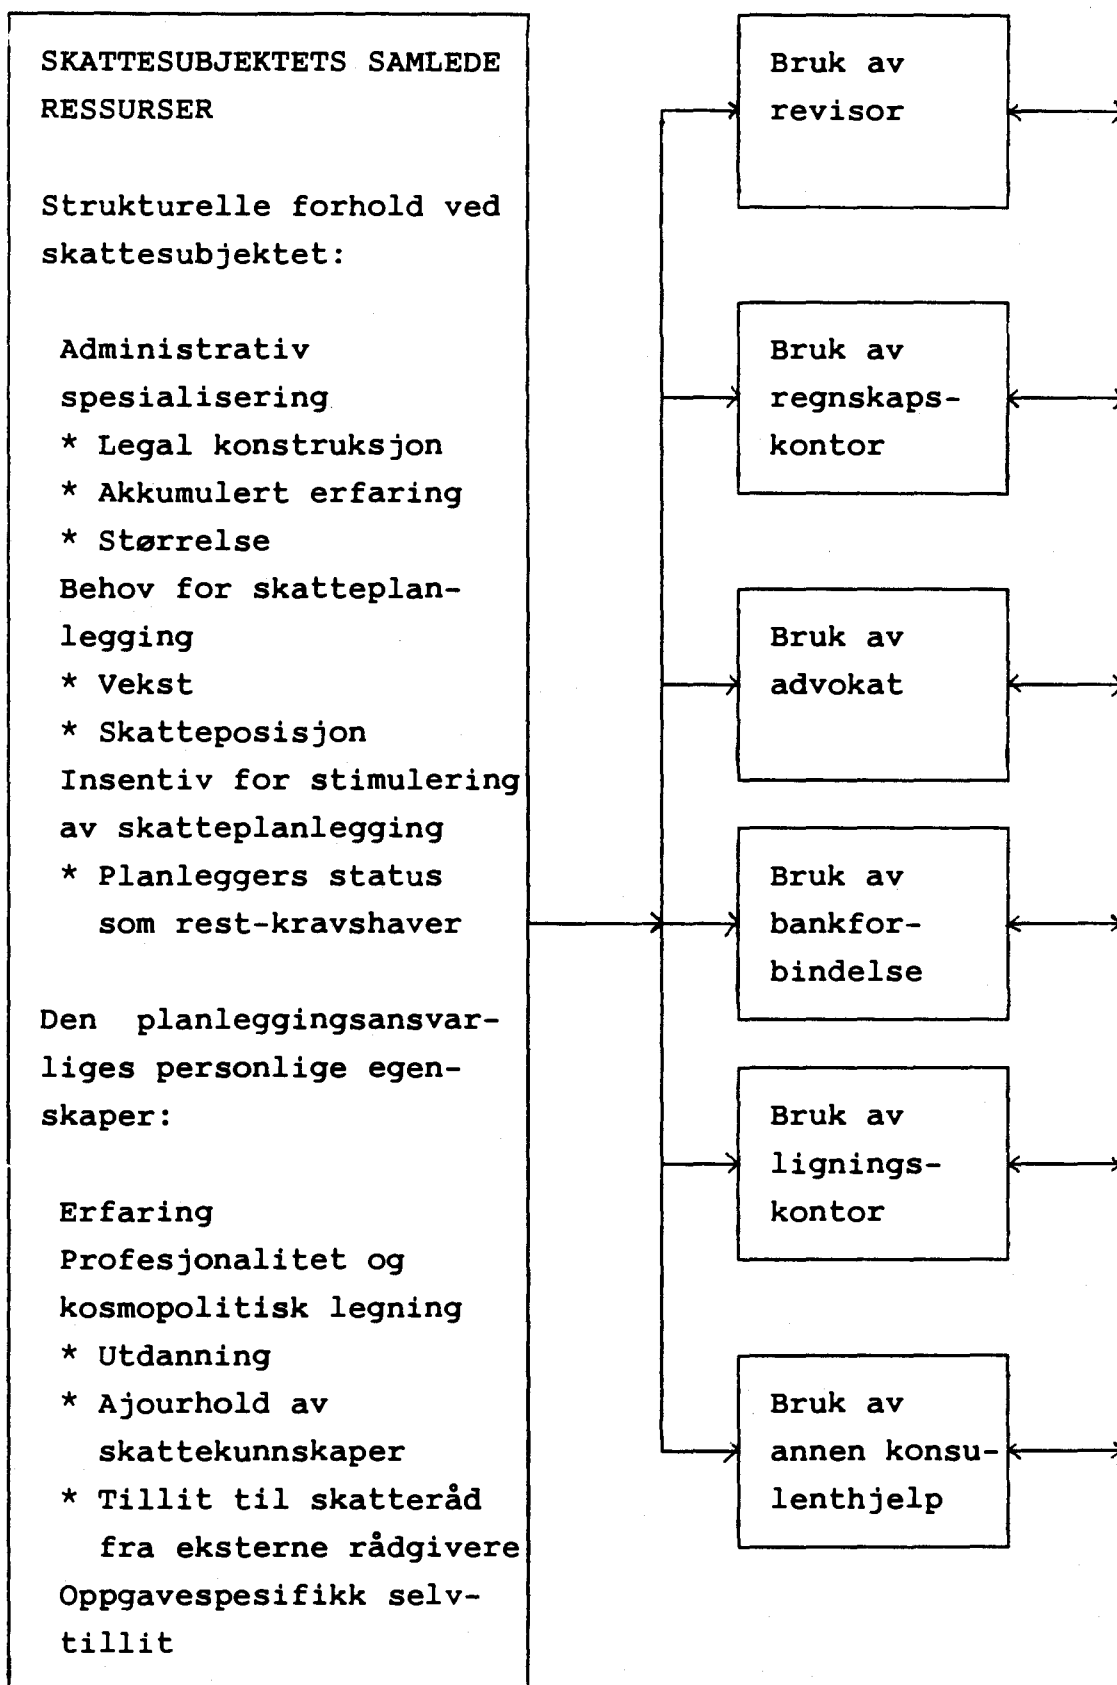 SKATTESUBJEKTETS SAMLEDE
RESSURSER
Strukturelle forhold ved
skattesubjektet:
Administrativ
spesialisering
* Legal konstruksjon
* Akkumulert erfaring
* Størrelse
Behov for skatteplan-
legging
* Vekst
* Skatteposisjon
Insentiv for stimulering
av skatteplanlegging
* Planleggers status
som rest-kravshaver
Den planleggingsansvar-
liges personlige egen-
skaper:
Erfaring
Profesjonalitet og
kosmopolitisk legning
* Utdanning
* Ajourhold av
skattekunnskaper
* Tillit til skatteråd
fra eksterne rådgivere
Oppgavespesifikk selv-
tillit
Bruk av
revisor
Bruk av
regnskaps-
kontor
Bruk av
advokat
Bruk av
bankfor-
bindelse
Bruk av
lignings-
kontor
Bruk av
annen konsu-
lenthjelp